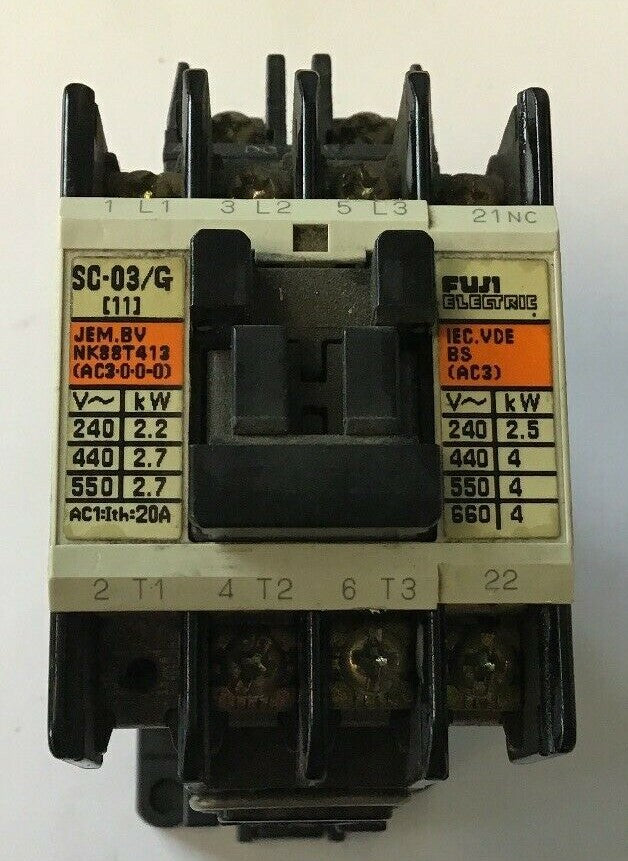 1 L1 3 L2 5 L3 21NC
SC-03/G
[11]
JEM.BV
NK88T413
(AC3-0-0-0)
V~ kW
240 2.2
440 2.7
550 2.7
AC1:Ith:20A
FUJI
ELECTRIC
IEC.VDE
BS
(AC3)
V~ kW
240 2.5
440 4
550 4
660 4
2 T1 4 T2 6 T3 22